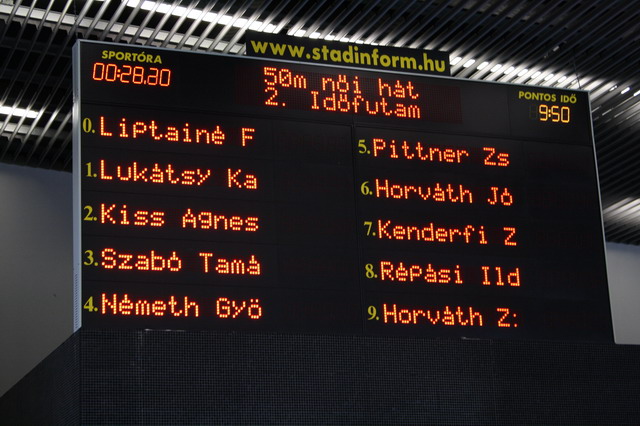 www.stadinform.hu
SPORTÓRA
00:28,30
50m női hát
2. Időfutam
PONTOS IDŐ
9:50
0. Liptainé F
1. Lukátsy Ka
2. Kiss Ágnes
3. Szabó Tamá
4. Németh Gyö
5. Pittner Zs
6. Horváth Jó
7. Kenderfi Z
8. Répási Ild
9. Horváth Z: